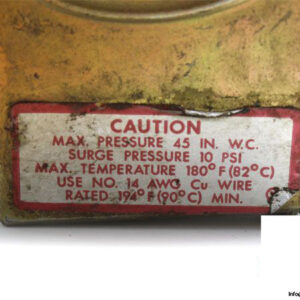 CAUTION
MAX. PRESSURE 45 IN. W.C.
SURGE PRESSURE 10 PSI
MAX. TEMPERATURE 180°F (82°C)
USE NO. 14 AWG Cu WIRE
RATED 194°F (90°C) MIN.